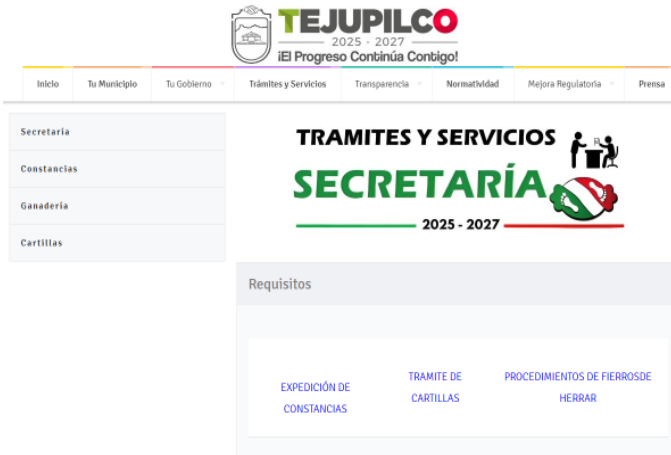 TEJUPILCO
2025 - 2027
¡El Progreso Continúa Contigo!
Inicio Tu Municipio Tu Gobierno Trámites y Servicios Transparencia Normatividad Mejora Regulatoria Prensa
Secretaria
Constancias
Ganadería
Cartillas
TRAMITES Y SERVICIOS
SECRETARÍA
2025 - 2027
Requisitos
EXPEDICIÓN DE
CONSTANCIAS
TRAMITE DE
CARTILLAS
PROCEDIMIENTOS DE FIERROSDE
HERRAR